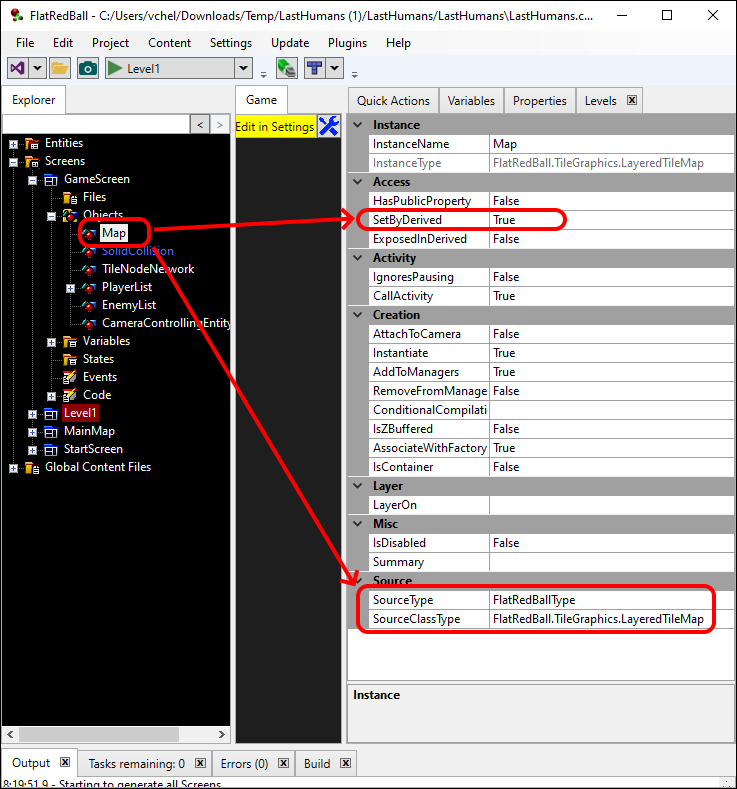 FlatRedBall - C:/Users/vchel/Downloads/Temp/LastHumans (1)/LastHumans/LastHumans\LastHumans.c...
File Edit Project Content Settings Update Plugins Help
Level1
Explorer
Game
Quick Actions Variables Properties Levels
< >
Edit in Settings
Entities
Screens
GameScreen
Files
Objects
Map
SolidCollision
TileNodeNetwork
PlayerList
EnemyList
CameraControllingEntity
Variables
States
Events
Code
Level1
MainMap
StartScreen
Global Content Files
Instance
InstanceName Map
InstanceType FlatRedBall.TileGraphics.LayeredTileMap
Access
HasPublicProperty False
SetByDerived True
ExposedInDerived False
Activity
IgnoresPausing False
CallActivity True
Creation
AttachToCamera False
Instantiate True
AddToManagers True
RemoveFromManage False
ConditionalCompilati
IsZBuffered False
AssociateWithFactory True
IsContainer False
Layer
LayerOn
Misc
IsDisabled False
Summary
Source
SourceType FlatRedBallType
SourceClassType FlatRedBall.TileGraphics.LayeredTileMap
Instance
Output Tasks remaining: 0 Errors (0) Build
8:19:51.9 - Starting to generate all Screens